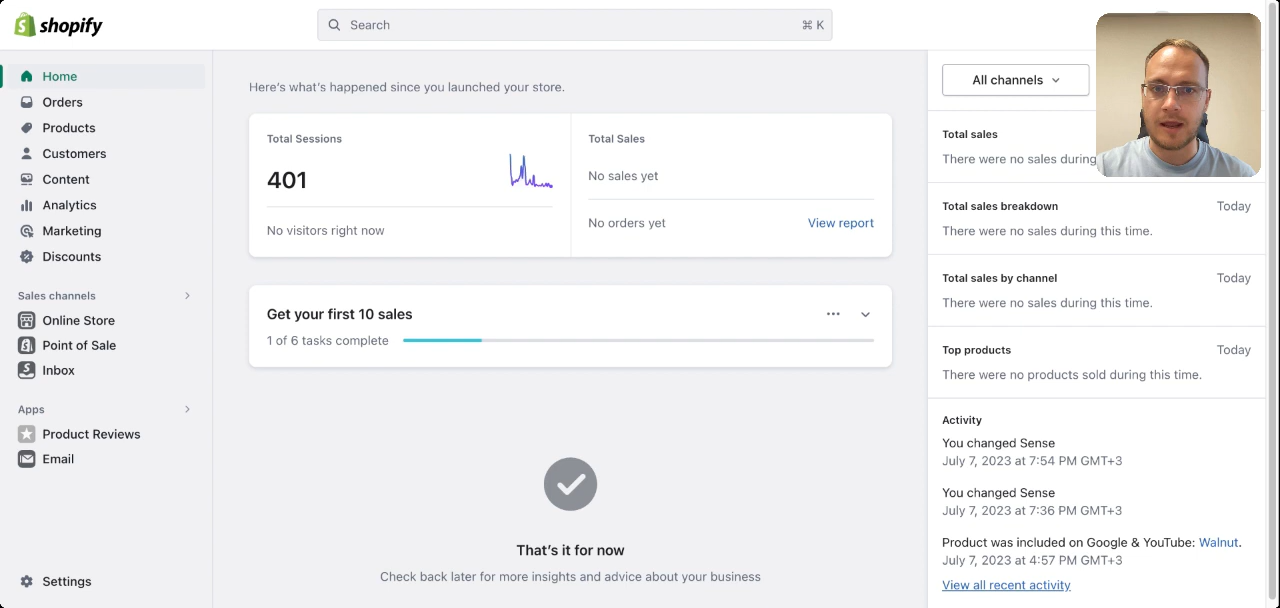 shopify
Search
⌘ K
Home
Orders
Products
Customers
Content
Analytics
Marketing
Discounts
Sales channels
Online Store
Point of Sale
Inbox
Apps
Product Reviews
Email
Settings
Here's what's happened since you launched your store.
Total Sessions
401
No visitors right now
Total Sales
No sales yet
No orders yet
View report
Get your first 10 sales
1 of 6 tasks complete
That's it for now
Check back later for more insights and advice about your business
All channels
Total sales
There were no sales during
Total sales breakdown
Today
There were no sales during this time.
Total sales by channel
Today
There were no sales during this time.
Top products
Today
There were no products sold during this time.
Activity
You changed Sense
July 7, 2023 at 7:54 PM GMT+3
You changed Sense
July 7, 2023 at 7:36 PM GMT+3
Product was included on Google & YouTube: Walnut.
July 7, 2023 at 4:57 PM GMT+3
View all recent activity